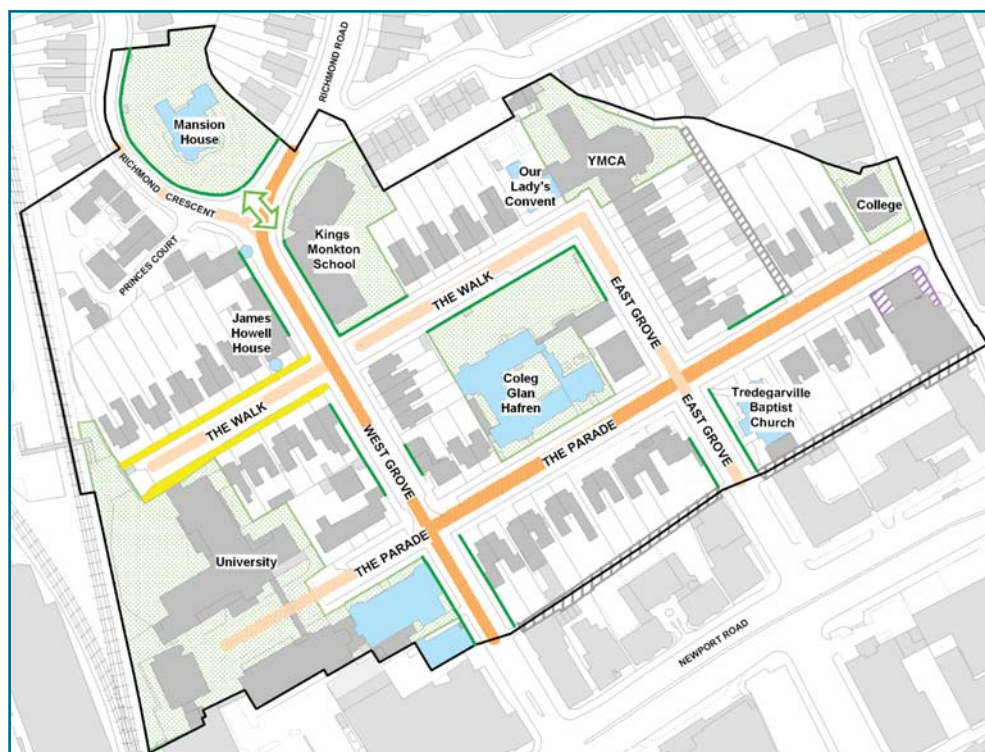 RICHMOND ROAD
Mansion
House
YMCA
RICHMOND CRESCENT
Our
Lady's
Convent
College
Kings
Monkton
School
PRINCES COURT
THE WALK
EAST GROVE
James
Howell
House
Coleg
Glan
Hafren
Tredegarville
Baptist
Church
THE WALK
EAST GROVE
WEST GROVE
THE PARADE
THE PARADE
University
NEWPORT ROAD